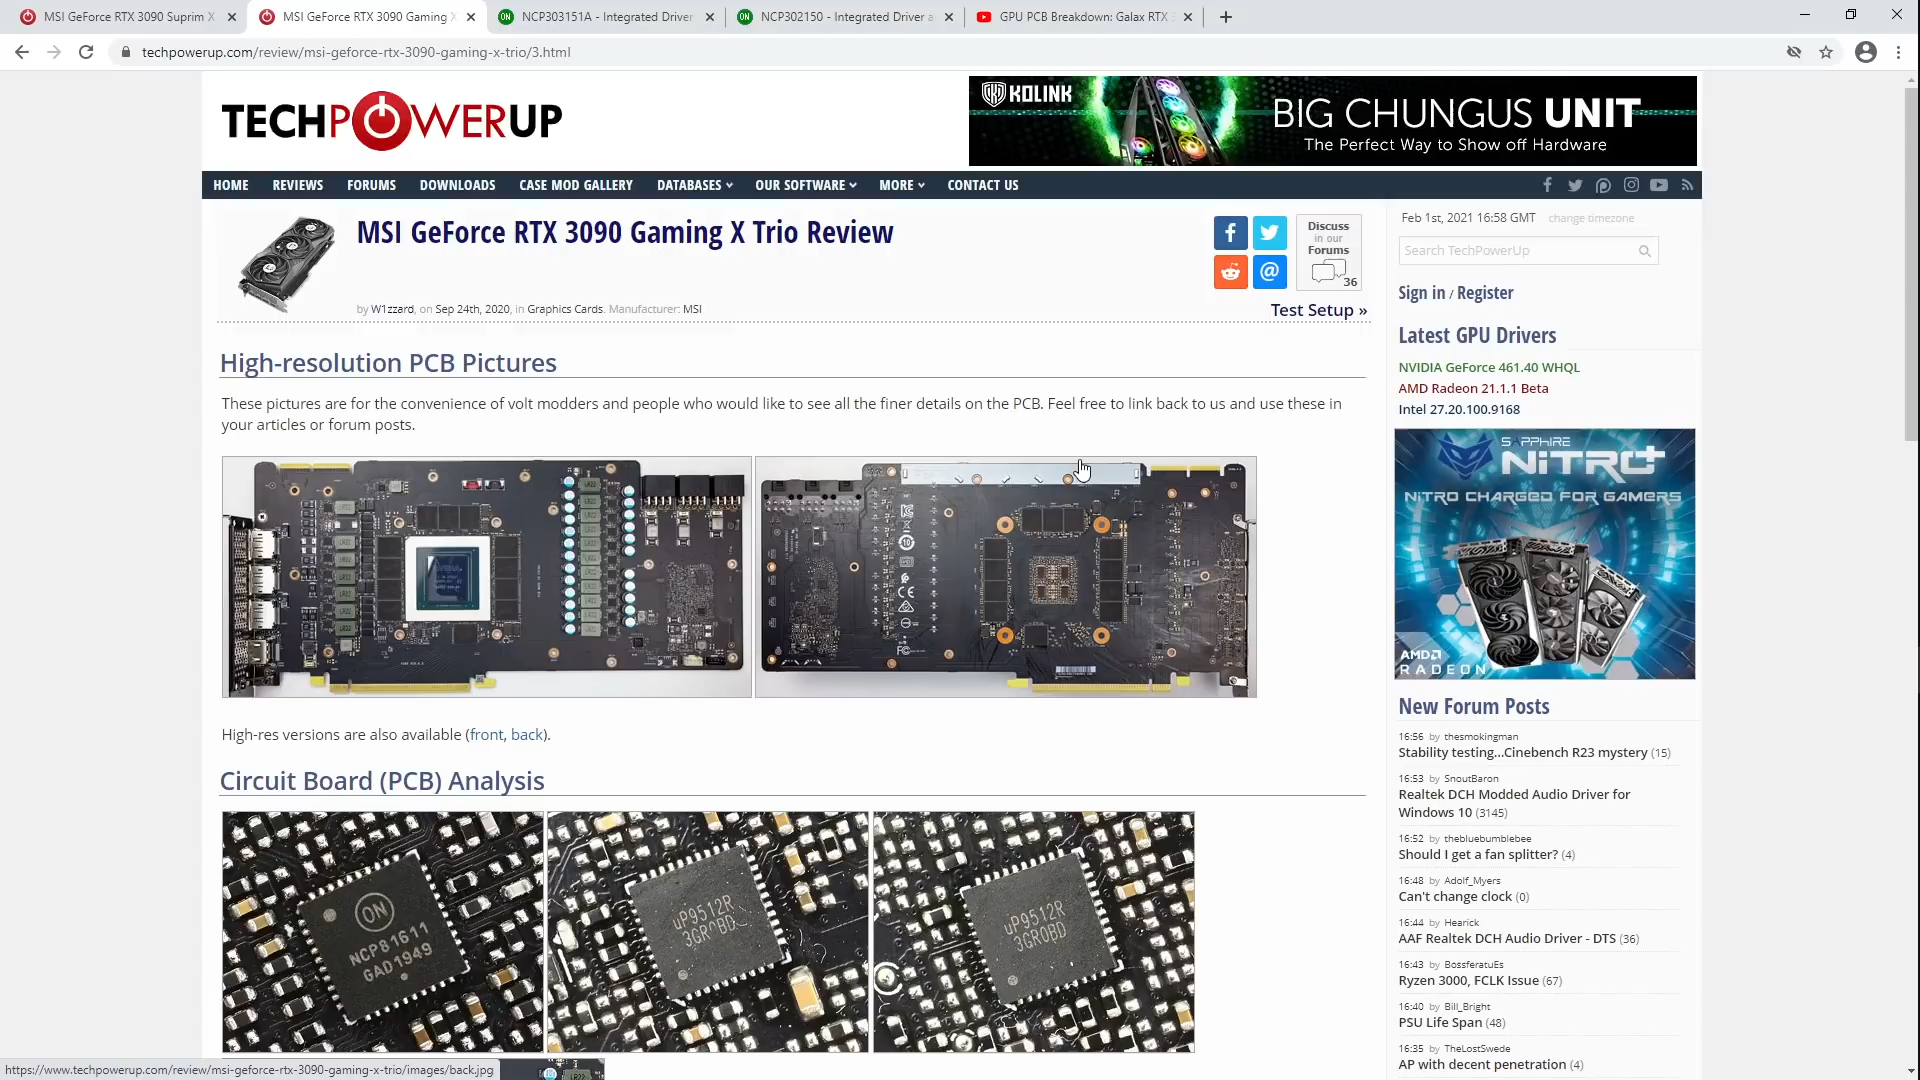 MSI GeForce RTX 3090 Suprim X
MSI GeForce RTX 3090 Gaming X
NCP303151A - Integrated Driver
NCP302150 - Integrated Driver a
GPU PCB Breakdown: Galax RTX
techpowerup.com/review/msi-geforce-rtx-3090-gaming-x-trio/3.html
TECHPOWERUP
KOLINK
BIG CHUNGUS UNIT
The Perfect Way to Show off Hardware
HOME REVIEWS FORUMS DOWNLOADS CASE MOD GALLERY DATABASES OUR SOFTWARE MORE CONTACT US
MSI GeForce RTX 3090 Gaming X Trio Review
Discuss
in our
Forums
36
by W1zzard, on Sep 24th, 2020, in Graphics Cards. Manufacturer: MSI
Test Setup »
High-resolution PCB Pictures
These pictures are for the convenience of volt modders and people who would like to see all the finer details on the PCB. Feel free to link back to us and use these in
your articles or forum posts.
High-res versions are also available (front, back).
Circuit Board (PCB) Analysis
ON
NCP81611
GAD1949
uP9512R
3GR0BD
uP9512R
3GR0BD
Feb 1st, 2021 16:58 GMT change timezone
Search TechPowerUp
Sign in / Register
Latest GPU Drivers
NVIDIA GeForce 461.40 WHQL
AMD Radeon 21.1.1 Beta
Intel 27.20.100.9168
SAPPHIRE
NITRO+
NITRO CHARGED FOR GAMERS
AMD
RADEON
New Forum Posts
16:56 by thesmokingman
Stability testing...Cinebench R23 mystery (15)
16:53 by SnoutBaron
Realtek DCH Modded Audio Driver for
Windows 10 (3145)
16:52 by thebluebumblebee
Should I get a fan splitter? (4)
16:48 by Adolf_Myers
Can't change clock (0)
16:44 by Hearick
AAF Realtek DCH Audio Driver - DTS (36)
16:43 by BossferatuEs
Ryzen 3000, FCLK Issue (67)
16:40 by Bill_Bright
PSU Life Span (48)
16:35 by TheLostSwede
AP with decent penetration (4)
https://www.techpowerup.com/review/msi-geforce-rtx-3090-gaming-x-trio/images/back.jpg